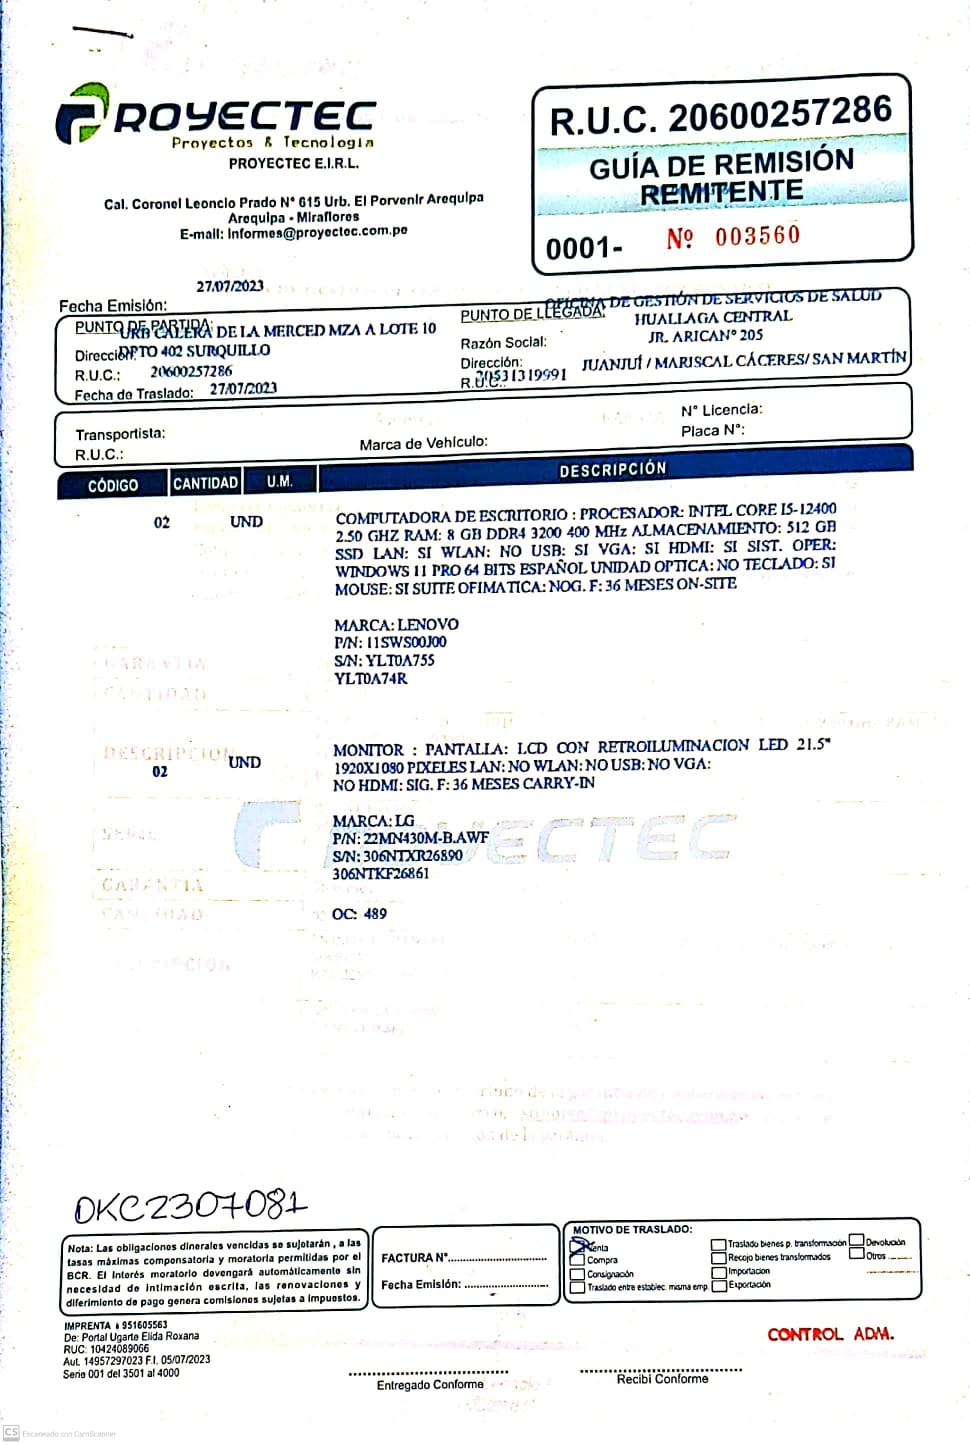 PROYECTEC
Proyectos & Tecnología
PROYECTEC E.I.R.L.
Cal. Coronel Leoncio Prado N° 615 Urb. El Porvenir Arequipa
Arequipa - Miraflores
E-mail: Informes@proyectec.com.pe
R.U.C. 20600257286
GUÍA DE REMISIÓN
REMITENTE
0001- Nº 003560
27/07/2023
Fecha Emisión:
PUNTO DE PARTIDA:
URB CALERA DE LA MERCED MZA A LOTE 10
Dirección:
DPTO 402 SURQUILLO
R.U.C.: 20600257286
Fecha de Traslado: 27/07/2023
OFICINA DE GESTIÓN DE SERVICIOS DE SALUD
PUNTO DE LLEGADA:
HUALLAGA CENTRAL
Razón Social: JR. ARICANº 205
Dirección: JUANJUÍ / MARISCAL CÁCERES/ SAN MARTÍN
R.U.C.: 20531319991
Transportista:
R.U.C.:
Marca de Vehículo:
N° Licencia:
Placa N°:
CÓDIGO CANTIDAD U.M. DESCRIPCIÓN
02 UND COMPUTADORA DE ESCRITORIO : PROCESADOR: INTEL CORE I5-12400
2.50 GHZ RAM: 8 GB DDR4 3200 400 MHz ALMACENAMIENTO: 512 GB
SSD LAN: SI WLAN: NO USB: SI VGA: SI HDMI: SI SIST. OPER:
WINDOWS 11 PRO 64 BITS ESPAÑOL UNIDAD OPTICA: NO TECLADO: SI
MOUSE: SI SUITE OFIMATICA: NOG. F: 36 MESES ON-SITE
MARCA: LENOVO
P/N: 11SWS00J00
S/N: YLT0A755
YLT0A74R
02 UND MONITOR : PANTALLA: LCD CON RETROILUMINACION LED 21.5"
1920X1080 PIXELES LAN: NO WLAN: NO USB: NO VGA:
NO HDMI: SIG. F: 36 MESES CARRY-IN
MARCA: LG
P/N: 22MN430M-B.AWF
S/N: 306NTXR26890
306NTKF26861
OC: 489
PROYECTEC
OKC2307081
Nota: Las obligaciones dinerales vencidas se sujetarán , a las
tasas máximas compensatoria y moratoria permitidas por el
BCR. El interés moratorio devengará automáticamente sin
necesidad de intimación escrita, las renovaciones y
diferimiento de pago genera comisiones sujetas a impuestos.
FACTURA N°..............................
Fecha Emisión: .........................
MOTIVO DE TRASLADO:
Venta
Compra
Consignación
Traslado entre establec. misma emp.
Traslado bienes p. transformación
Recojo bienes transformados
Importación
Exportación
Devolución
Otros ........
IMPRENTA # 951605563
De: Portal Ugarte Elida Roxana
RUC: 10424089066
Aut. 14957297023 F.I. 05/07/2023
Serie 001 del 3501 al 4000
CONTROL ADM.
Entregado Conforme
Recibí Conforme
CS Escaneado con CamScanner